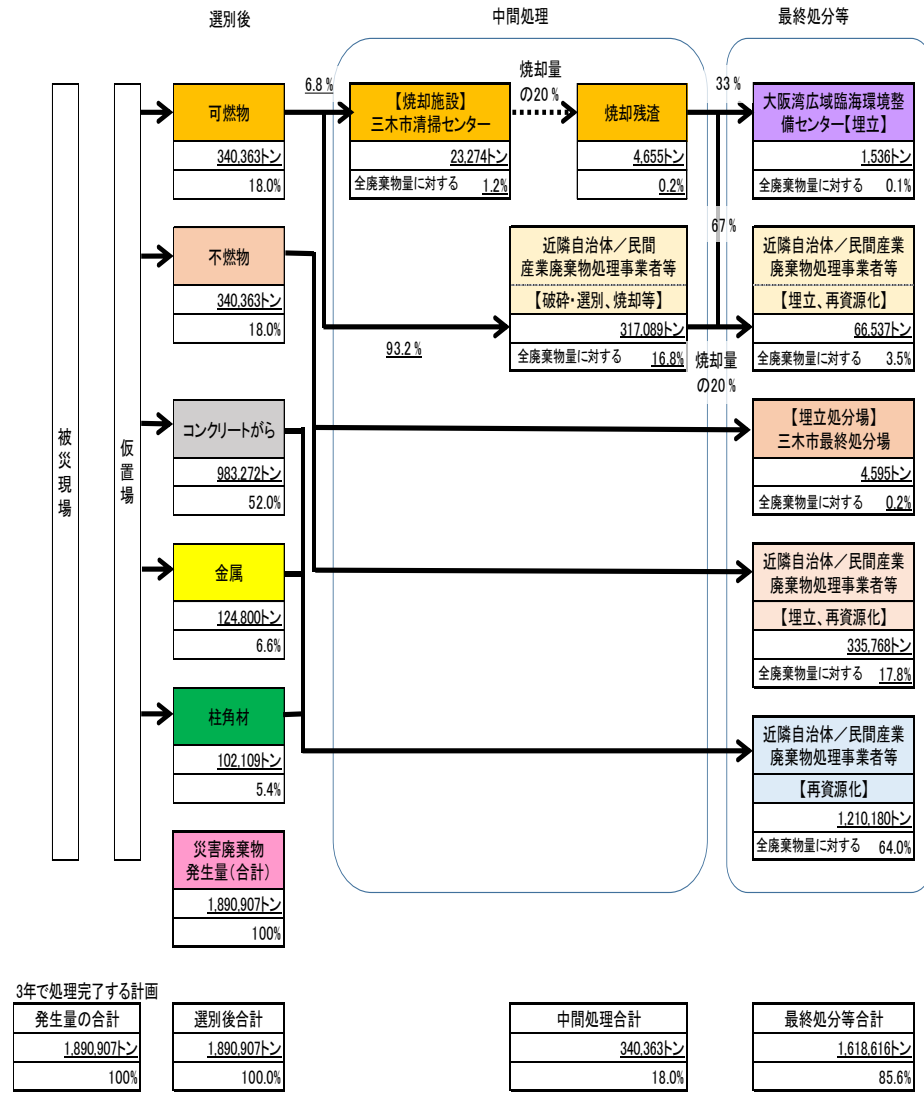 選別後
中間処理
最終処分等
被災現場
仮置場
可燃物
340,363トン
18.0%
6.8%
【焼却施設】
三木市清掃センター
23,274トン
全廃棄物量に対する 1.2%
焼却量
の20%
焼却残渣
4,655トン
0.2%
33%
大阪湾広域臨海環境整
備センター【埋立】
1,536トン
全廃棄物量に対する 0.1%
67%
不燃物
340,363トン
18.0%
93.2%
近隣自治体/民間
産業廃棄物処理事業者等
【破砕・選別、焼却等】
317,089トン
全廃棄物量に対する 16.8%
焼却量
の20%
近隣自治体/民間産業
廃棄物処理事業者等
【埋立、再資源化】
66,537トン
全廃棄物量に対する 3.5%
コンクリートがら
983,272トン
52.0%
【埋立処分場】
三木市最終処分場
4,595トン
全廃棄物量に対する 0.2%
金属
124,800トン
6.6%
近隣自治体/民間産業
廃棄物処理事業者等
【埋立、再資源化】
335,768トン
全廃棄物量に対する 17.8%
柱角材
102,109トン
5.4%
近隣自治体/民間産業
廃棄物処理事業者等
【再資源化】
1,210,180トン
全廃棄物量に対する 64.0%
災害廃棄物
発生量(合計)
1,890,907トン
100%
3年で処理完了する計画
発生量の合計
1,890,907トン
100%
選別後合計
1,890,907トン
100.0%
中間処理合計
340,363トン
18.0%
最終処分等合計
1,618,616トン
85.6%